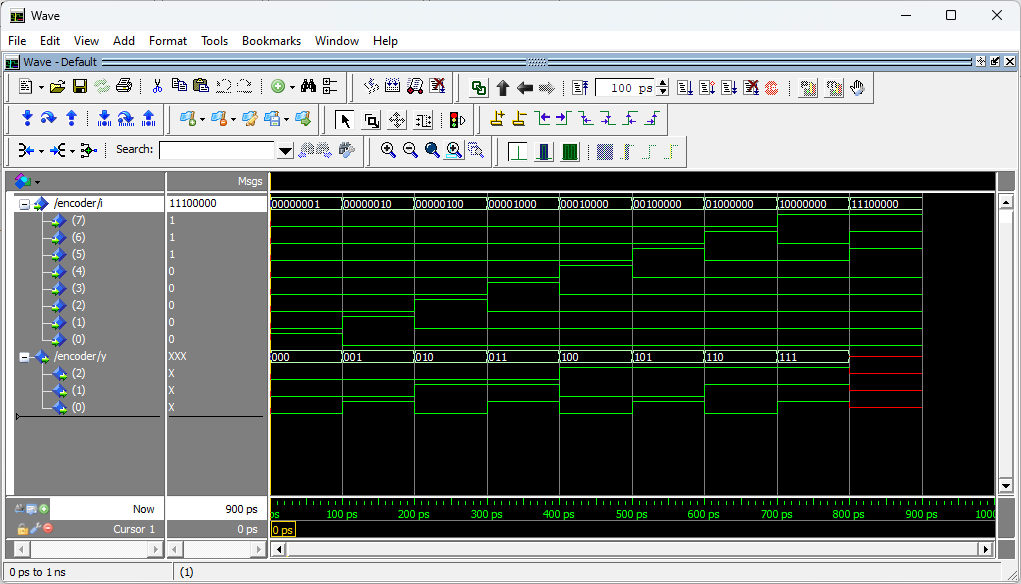 Wave
File Edit View Add Format Tools Bookmarks Window Help
Wave - Default
100 ps
Search:
Msgs
/encoder/i 11100000 00000001 00000010 00000100 00001000 00010000 00100000 01000000 10000000 11100000
(7) 1
(6) 1
(5) 1
(4) 0
(3) 0
(2) 0
(1) 0
(0) 0
/encoder/y XXX 000 001 010 011 100 101 110 111
(2) X
(1) X
(0) X
Now 900 ps ps 100 ps 200 ps 300 ps 400 ps 500 ps 600 ps 700 ps 800 ps 900 ps 1000
Cursor 1 0 ps 0 ps
0 ps to 1 ns (1)